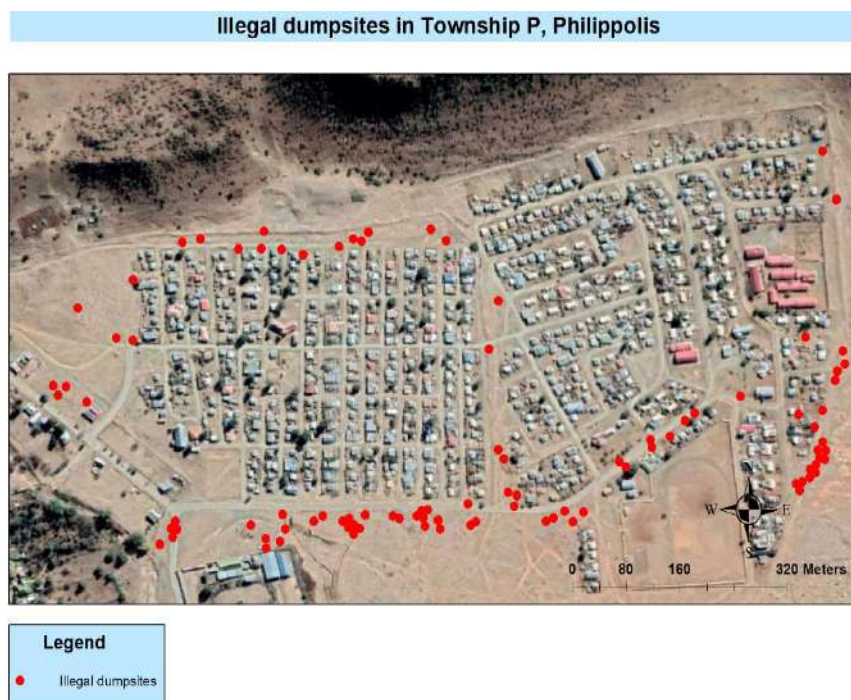 Illegal dumpsites in Township P, Philippolis
N
W
E
S
0 80 160 320 Meters
Legend
Illegal dumpsites